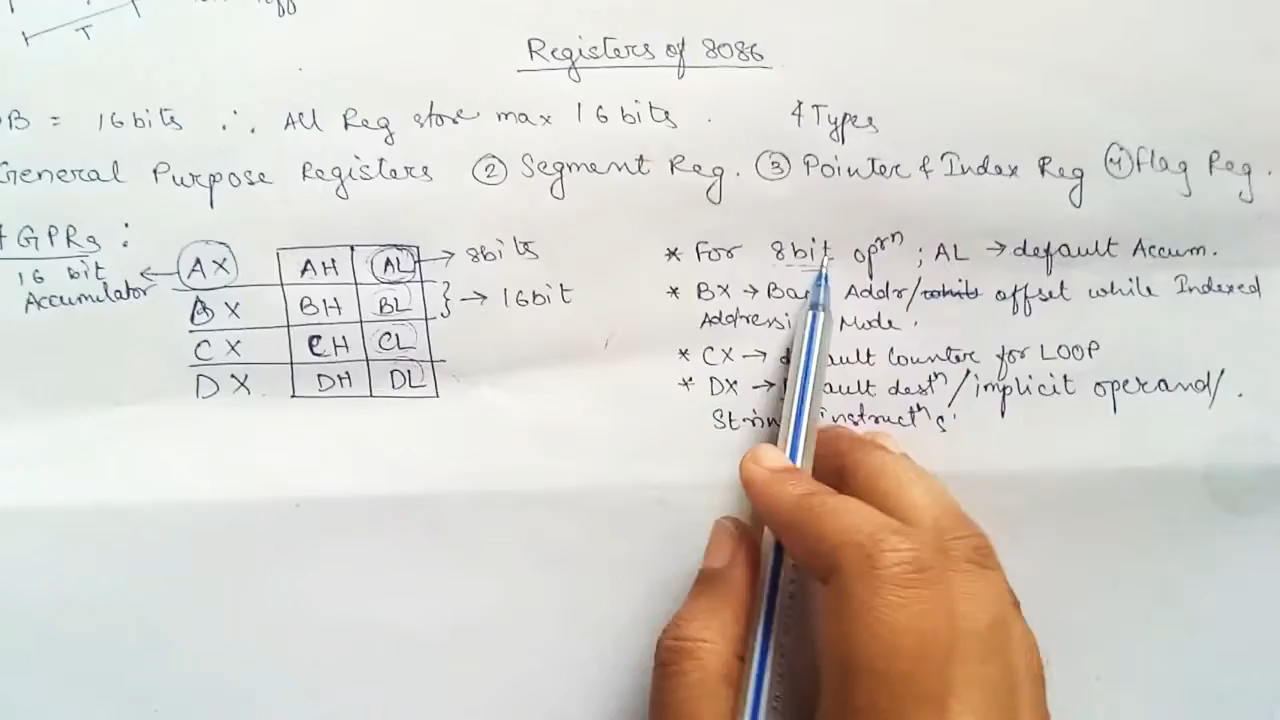 T
Registers of 8086
B = 16 bits ∴ All Reg store max 16 bits . 4 Types
General Purpose Registers ② Segment Reg. ③ Pointer & Index Reg ④ Flag Reg.
GPRs :
16 bit
Accumulator
AX AH AL → 8bits
BX BH BL } → 16bit
CX CH CL
DX DH DL
* For 8bit opⁿ ; AL → default Accum.
* BX → Addr/ offset while Indexed
Mode .
* CX → Counter for LOOP
* DX → destⁿ/implicit operand/.
instructⁿs.